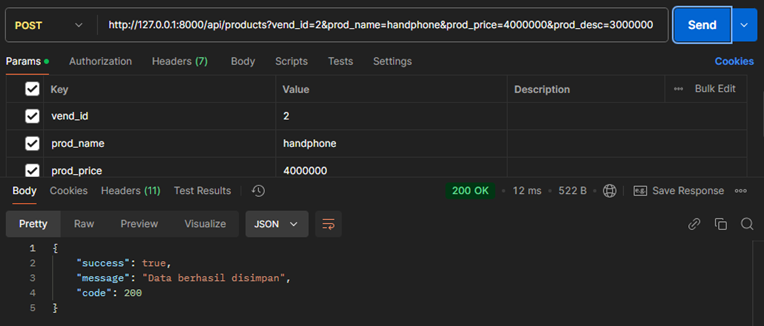 POST http://127.0.0.1:8000/api/products?vend_id=2&prod_name=handphone&prod_price=4000000&prod_desc=3000000 Send
Params Authorization Headers (7) Body Scripts Tests Settings Cookies
Key Value Description Bulk Edit
vend_id 2
prod_name handphone
prod_price 4000000
Body Cookies Headers (11) Test Results 200 OK 12 ms 522 B Save Response
Pretty Raw Preview Visualize JSON
1 {
2 "success": true,
3 "message": "Data berhasil disimpan",
4 "code": 200
5 }